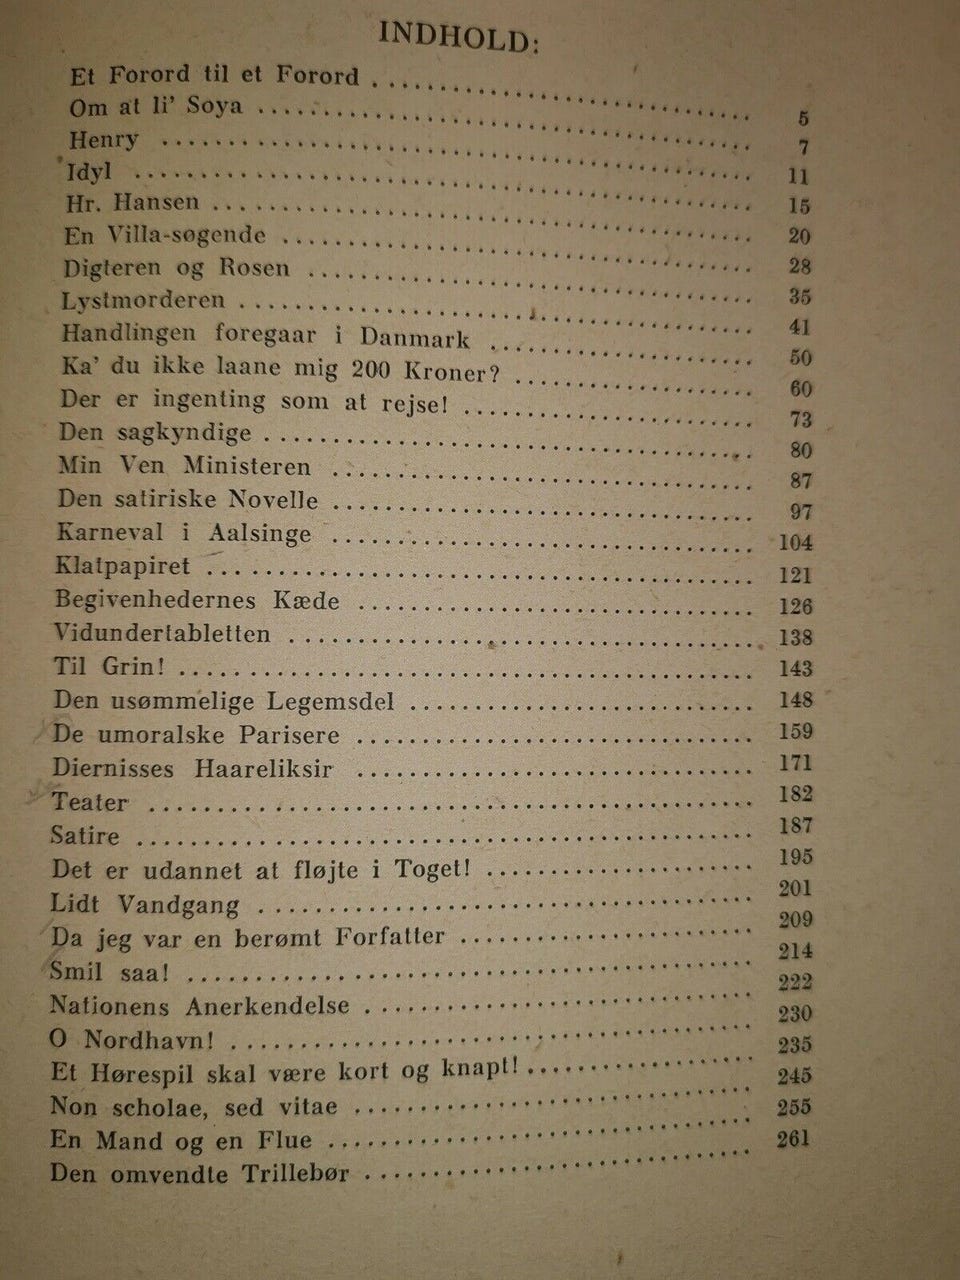 INDHOLD:
Et Forord til et Forord . . . . . . . . 5
Om at li' Soya . . . . . . . . 7
Henry . . . . . . . . 11
Idyl . . . . . . . . 15
Hr. Hansen . . . . . . . . 20
En Villa-søgende . . . . . . . . 28
Digteren og Rosen . . . . . . . . 35
Lystmorderen . . . . . . . . 41
Handlingen foregaar i Danmark . . . . . . . . 50
Ka' du ikke laane mig 200 Kroner? . . . . . . . . 60
Der er ingenting som at rejse! . . . . . . . . 73
Den sagkyndige . . . . . . . . 80
Min Ven Ministeren . . . . . . . . 87
Den satiriske Novelle . . . . . . . . 97
Karneval i Aalsinge . . . . . . . . 104
Klatpapiret . . . . . . . . 121
Begivenhedernes Kæde . . . . . . . . 126
Vidundertabletten . . . . . . . . 138
Til Grin! . . . . . . . . 143
Den usømmelige Legemsdel . . . . . . . . 148
De umoralske Parisere . . . . . . . . 159
Diernisses Haareliksir . . . . . . . . 171
Teater . . . . . . . . 182
Satire . . . . . . . . 187
Det er udannet at fløjte i Toget! . . . . . . . . 195
Lidt Vandgang . . . . . . . . 201
Da jeg var en berømt Forfatter . . . . . . . . 209
Smil saa! . . . . . . . . 214
Nationens Anerkendelse . . . . . . . . 222
O Nordhavn! . . . . . . . . 230
Et Hørespil skal være kort og knapt! . . . . . . . . 235
Non scholae, sed vitae . . . . . . . . 245
En Mand og en Flue . . . . . . . . 255
Den omvendte Trillebør . . . . . . . . 261